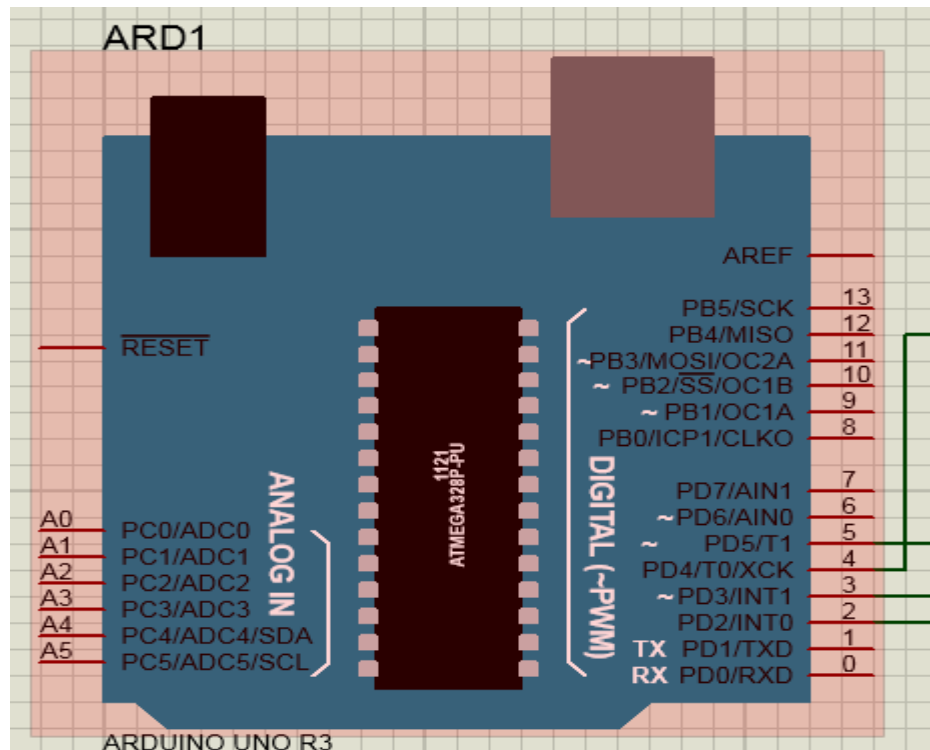 ARD1
AREF
PB5/SCK 13
PB4/MISO 12
RESET
~PB3/MOSI/OC2A 11
~ PB2/SS/OC1B 10
~ PB1/OC1A 9
PB0/ICP1/CLKO 8
1121
ATMEGA328P-PU
ANALOG IN
DIGITAL (~PWM)
PD7/AIN1 7
~PD6/AIN0 6
~ PD5/T1 5
PD4/T0/XCK 4
~PD3/INT1 3
PD2/INT0 2
TX PD1/TXD 1
RX PD0/RXD 0
A0 PC0/ADC0
A1 PC1/ADC1
A2 PC2/ADC2
A3 PC3/ADC3
A4 PC4/ADC4/SDA
A5 PC5/ADC5/SCL
ARDUINO UNO R3